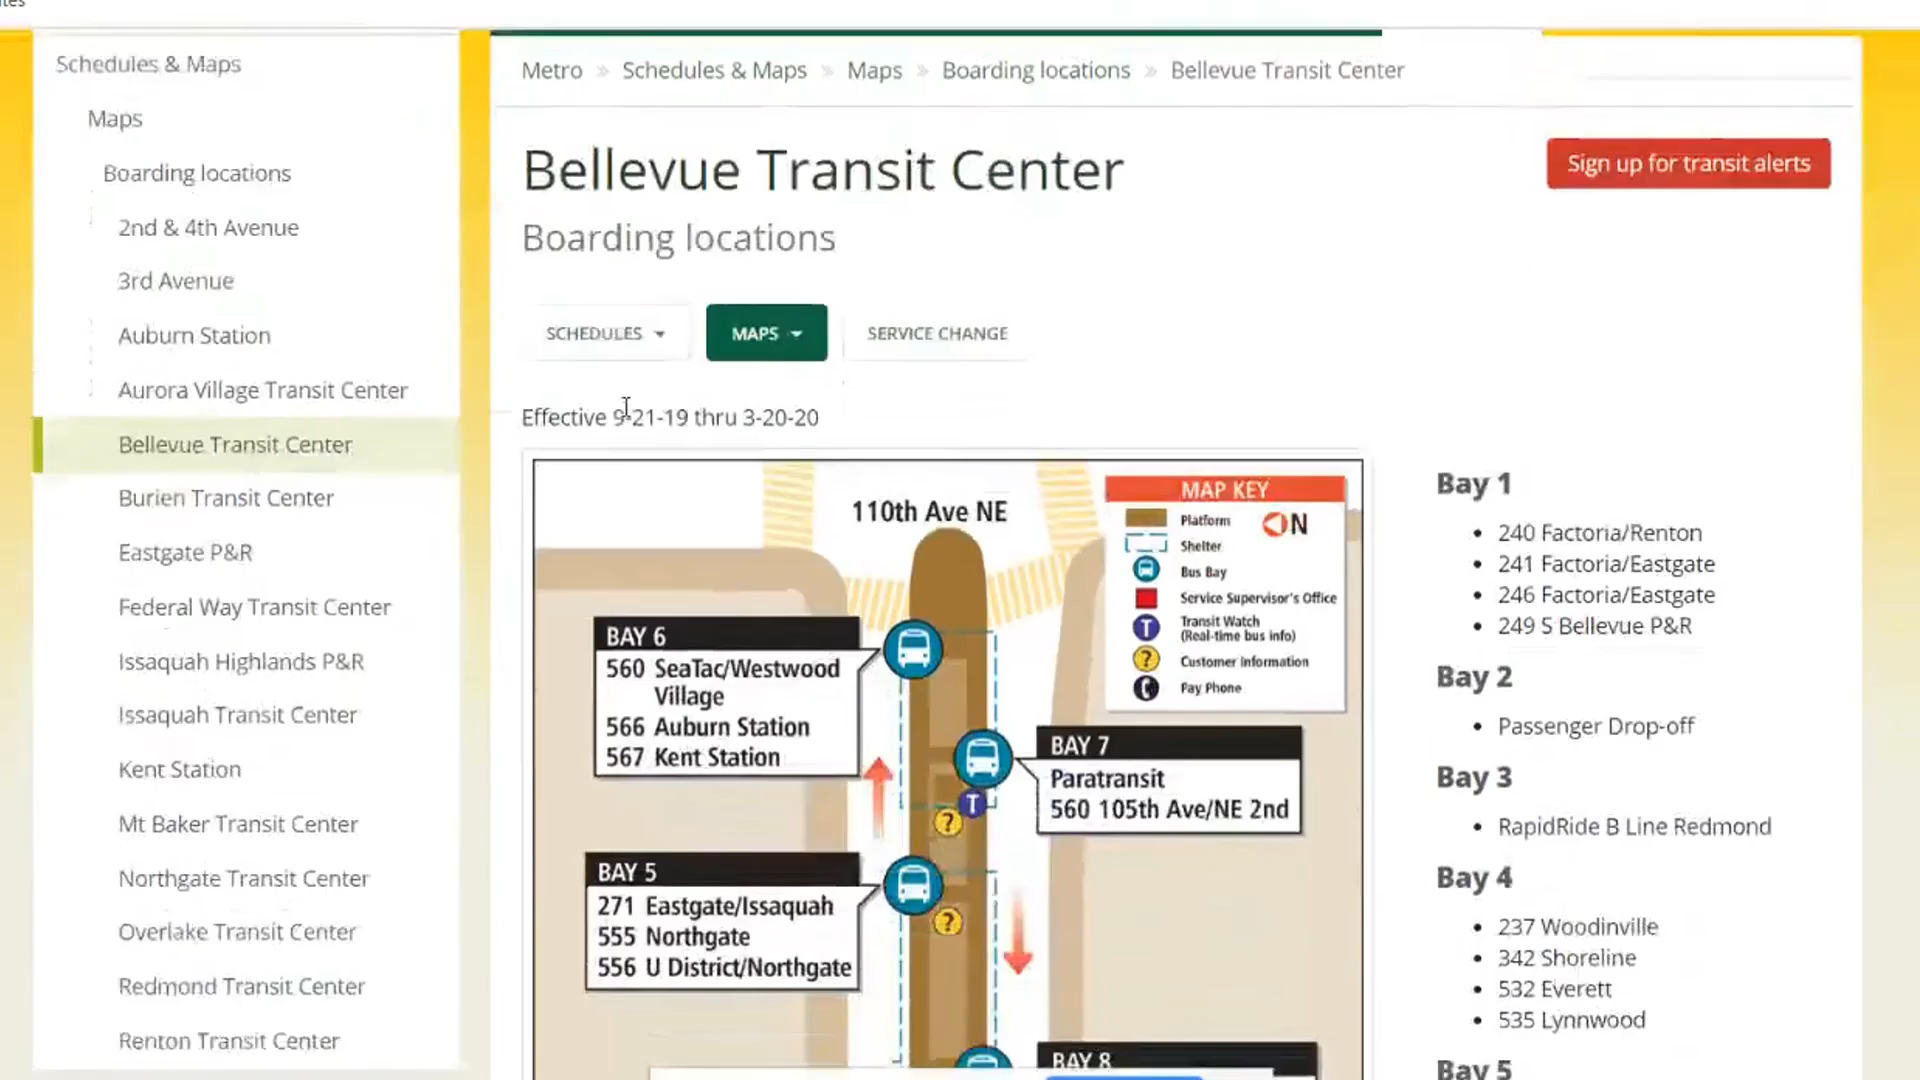 Schedules & Maps
Maps
Boarding locations
2nd & 4th Avenue
3rd Avenue
Auburn Station
Aurora Village Transit Center
Bellevue Transit Center
Burien Transit Center
Eastgate P&R
Federal Way Transit Center
Issaquah Highlands P&R
Issaquah Transit Center
Kent Station
Mt Baker Transit Center
Northgate Transit Center
Overlake Transit Center
Redmond Transit Center
Renton Transit Center
Metro » Schedules & Maps » Maps » Boarding locations » Bellevue Transit Center
Bellevue Transit Center
Sign up for transit alerts
Boarding locations
SCHEDULES
MAPS
SERVICE CHANGE
Effective 9-21-19 thru 3-20-20
110th Ave NE
MAP KEY
Platform
N
Shelter
Bus Bay
Service Supervisor's Office
T
Transit Watch
(Real-time bus info)
?
Customer Information
Pay Phone
BAY 6
560 SeaTac/Westwood
Village
566 Auburn Station
567 Kent Station
BAY 7
Paratransit
560 105th Ave/NE 2nd
T
?
BAY 5
271 Eastgate/Issaquah
555 Northgate
556 U District/Northgate
?
BAY 8
Bay 1
• 240 Factoria/Renton
• 241 Factoria/Eastgate
• 246 Factoria/Eastgate
• 249 S Bellevue P&R
Bay 2
• Passenger Drop-off
Bay 3
• RapidRide B Line Redmond
Bay 4
• 237 Woodinville
• 342 Shoreline
• 532 Everett
• 535 Lynnwood
Bay 5